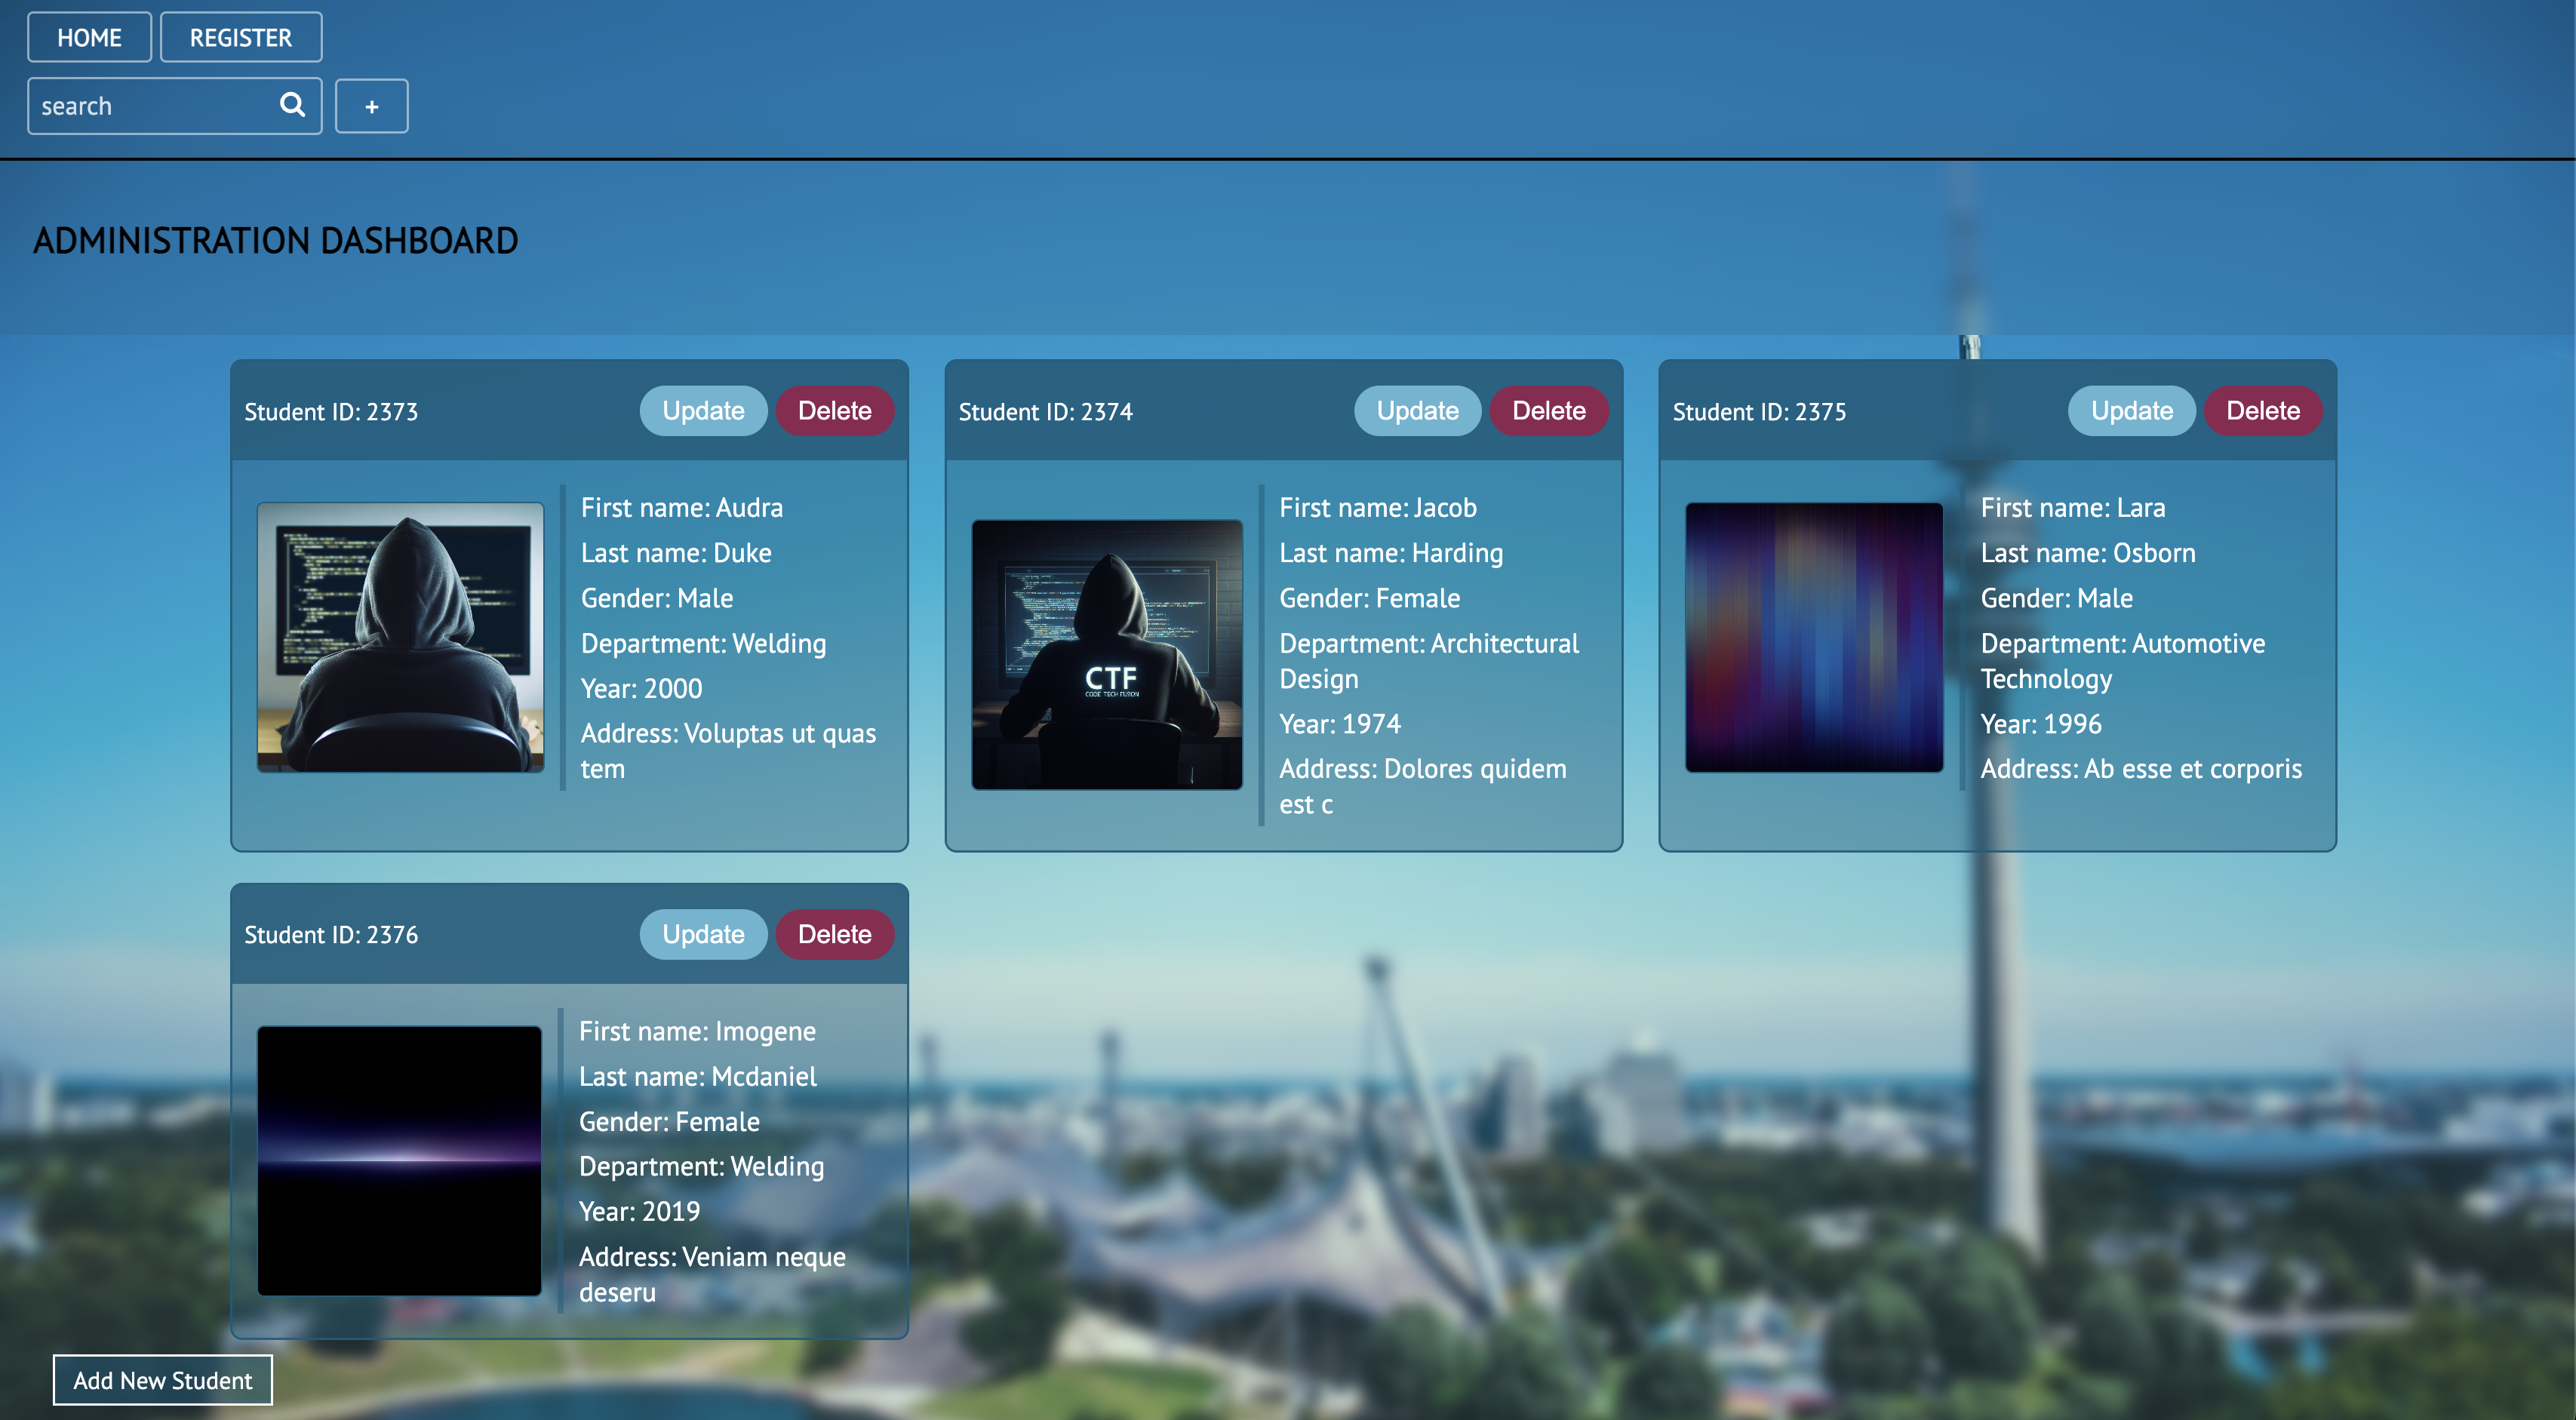 HOME REGISTER
search +
ADMINISTRATION DASHBOARD
Student ID: 2373 Update Delete
First name: Audra
Last name: Duke
Gender: Male
Department: Welding
Year: 2000
Address: Voluptas ut quas
tem
Student ID: 2374 Update Delete
CTF
CODE TECH FUSION
First name: Jacob
Last name: Harding
Gender: Female
Department: Architectural
Design
Year: 1974
Address: Dolores quidem
est c
Student ID: 2375 Update Delete
First name: Lara
Last name: Osborn
Gender: Male
Department: Automotive
Technology
Year: 1996
Address: Ab esse et corporis
Student ID: 2376 Update Delete
First name: Imogene
Last name: Mcdaniel
Gender: Female
Department: Welding
Year: 2019
Address: Veniam neque
deseru
Add New Student